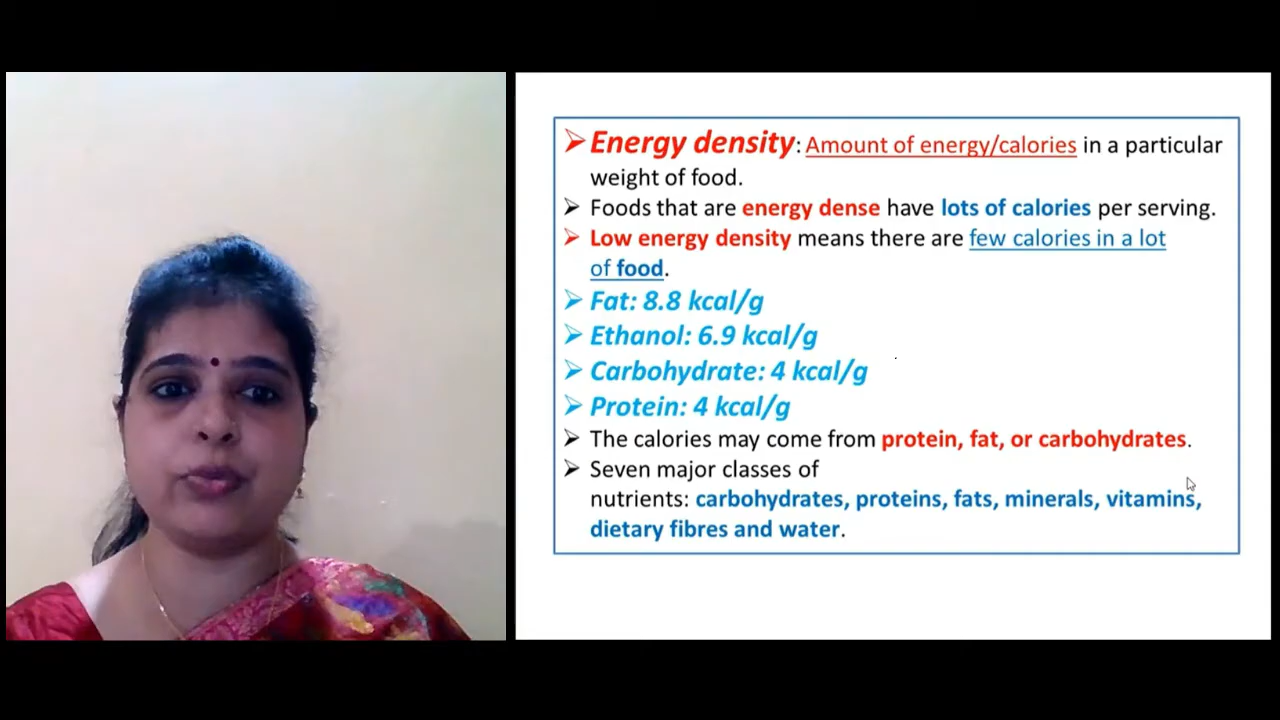 ➢ Energy density: Amount of energy/calories in a particular
weight of food.
➢ Foods that are energy dense have lots of calories per serving.
➢ Low energy density means there are few calories in a lot
of food.
➢ Fat: 8.8 kcal/g
➢ Ethanol: 6.9 kcal/g
➢ Carbohydrate: 4 kcal/g
➢ Protein: 4 kcal/g
➢ The calories may come from protein, fat, or carbohydrates.
➢ Seven major classes of
nutrients: carbohydrates, proteins, fats, minerals, vitamins,
dietary fibres and water.